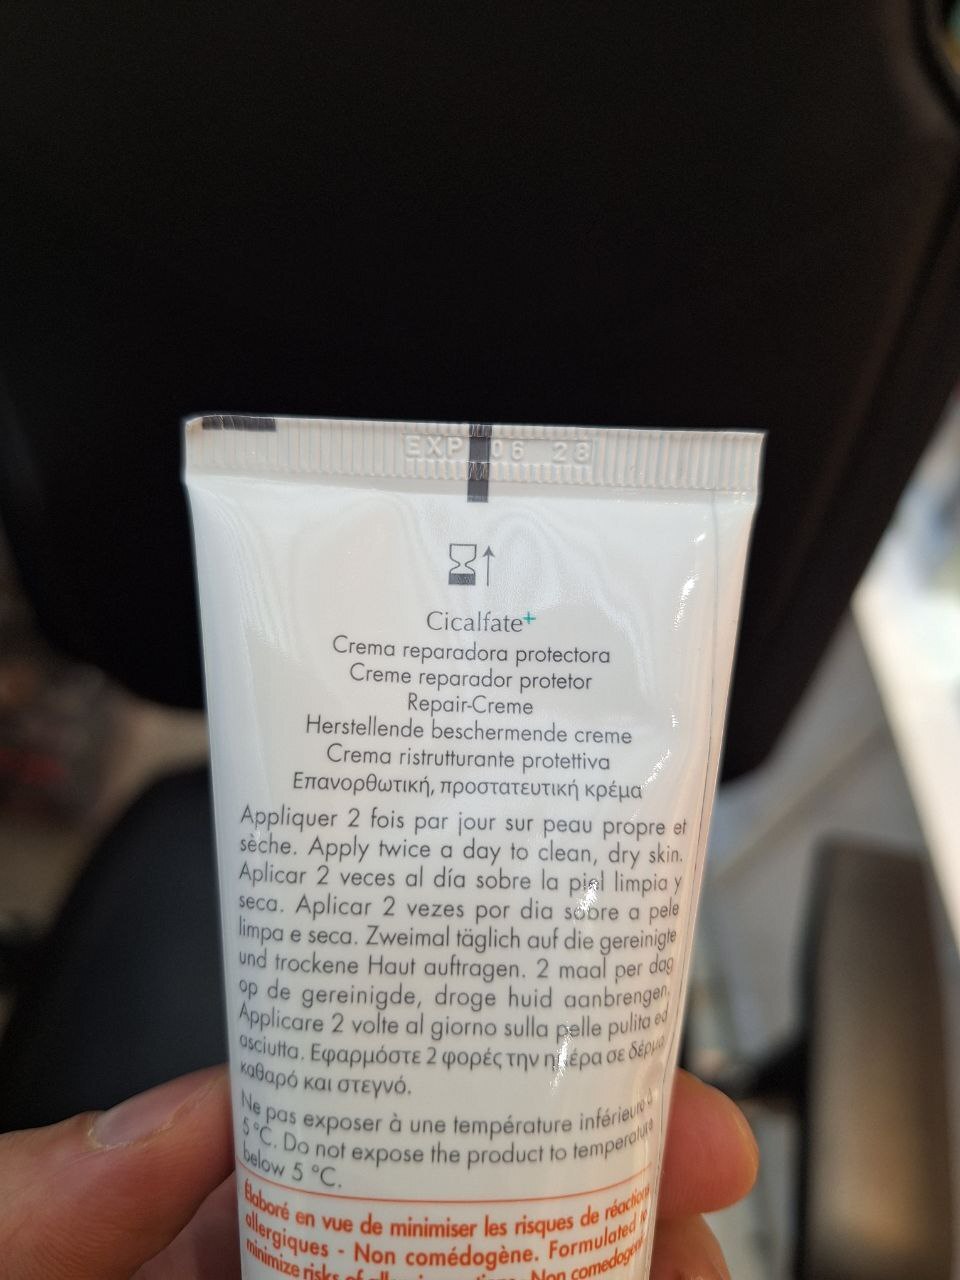 EXP 06 28
Cicalfate+
Crema reparadora protectora
Creme reparador protetor
Repair-Creme
Herstellende beschermende creme
Crema ristrutturante protettiva
Επανορθωτική, προστατευτική κρέμα
Appliquer 2 fois par jour sur peau propre et
sèche. Apply twice a day to clean, dry skin.
Aplicar 2 veces al día sobre la piel limpia y
seca. Aplicar 2 vezes por dia sobre a pele
limpa e seca. Zweimal täglich auf die gereinigte
und trockene Haut auftragen. 2 maal per dag
op de gereinigde, droge huid aanbrengen.
Applicare 2 volte al giorno sulla pelle pulita ed
asciutta. Εφαρμόστε 2 φορές την ημέρα σε δέρμα
καθαρό και στεγνό.
Ne pas exposer à une température inférieure à
5 °C. Do not expose the product to temperature
below 5 °C.
Élaboré en vue de minimiser les risques de réactions
allergiques - Non comédogène. Formulated to
minimize risks of - Non comedogenic.